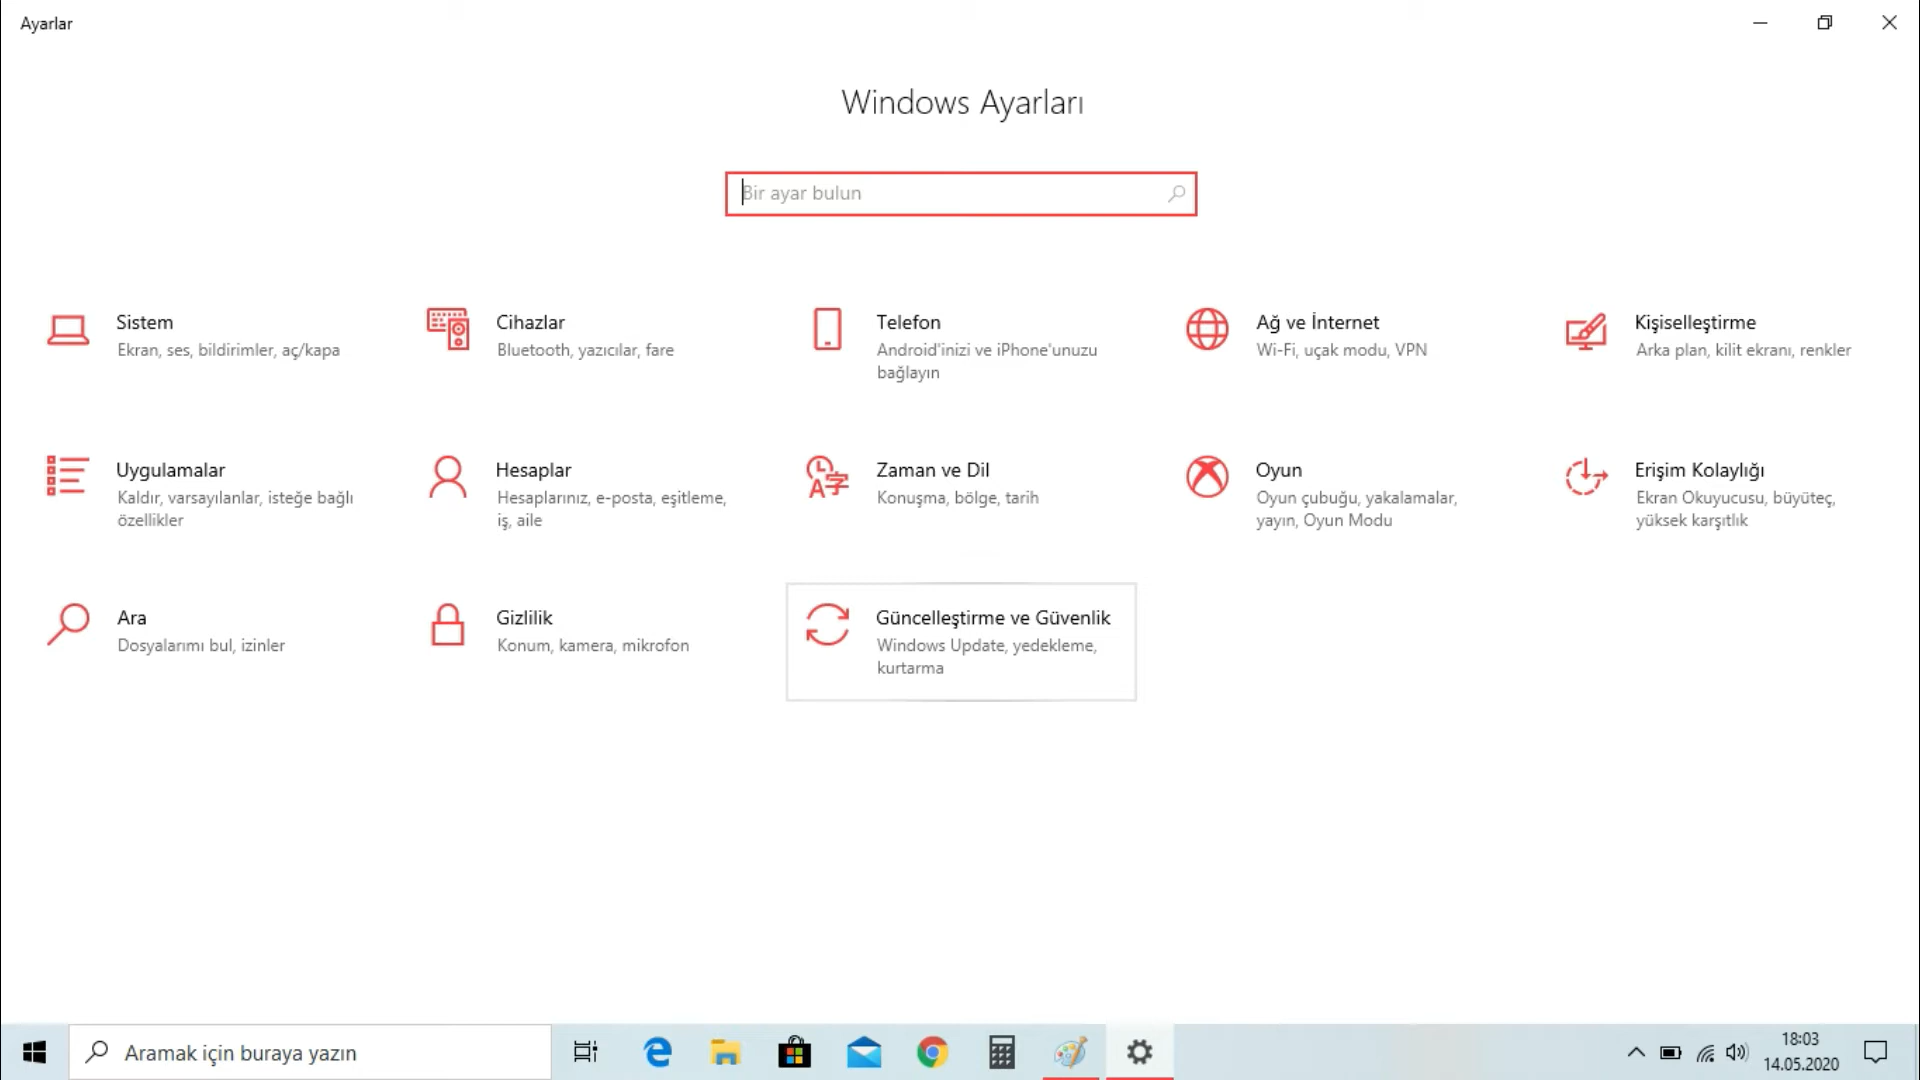 Ayarlar
Windows Ayarları
Bir ayar bulun
Sistem
Ekran, ses, bildirimler, aç/kapa
Cihazlar
Bluetooth, yazıcılar, fare
Telefon
Android'inizi ve iPhone'unuzu
bağlayın
Ağ ve İnternet
Wi-Fi, uçak modu, VPN
Kişiselleştirme
Arka plan, kilit ekranı, renkler
Uygulamalar
Kaldır, varsayılanlar, isteğe bağlı
özellikler
Hesaplar
Hesaplarınız, e-posta, eşitleme,
iş, aile
Zaman ve Dil
Konuşma, bölge, tarih
Oyun
Oyun çubuğu, yakalamalar,
yayın, Oyun Modu
Erişim Kolaylığı
Ekran Okuyucusu, büyüteç,
yüksek karşıtlık
Ara
Dosyalarımı bul, izinler
Gizlilik
Konum, kamera, mikrofon
Güncelleştirme ve Güvenlik
Windows Update, yedekleme,
kurtarma
Aramak için buraya yazın
18:03
14.05.2020